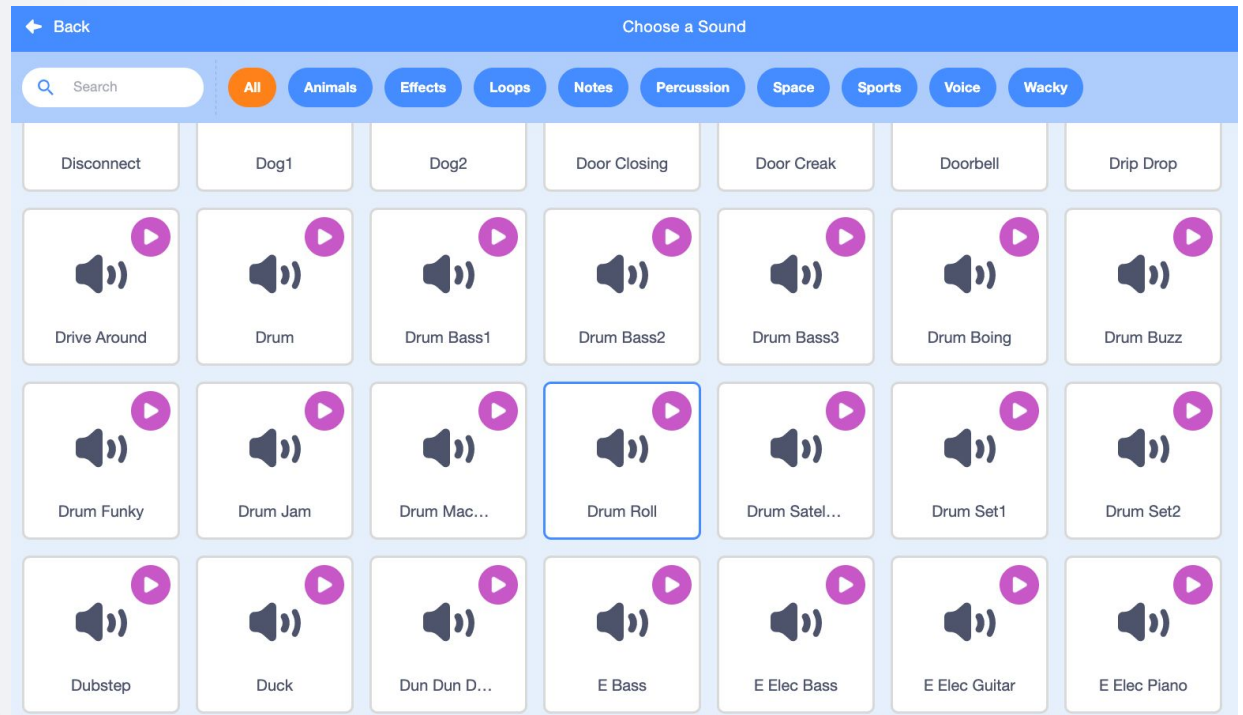 Back
Choose a Sound
Search
All Animals Effects Loops Notes Percussion Space Sports Voice Wacky
Disconnect Dog1 Dog2 Door Closing Door Creak Doorbell Drip Drop
Drive Around Drum Drum Bass1 Drum Bass2 Drum Bass3 Drum Boing Drum Buzz
Drum Funky Drum Jam Drum Mac... Drum Roll Drum Satel... Drum Set1 Drum Set2
Dubstep Duck Dun Dun D... E Bass E Elec Bass E Elec Guitar E Elec Piano